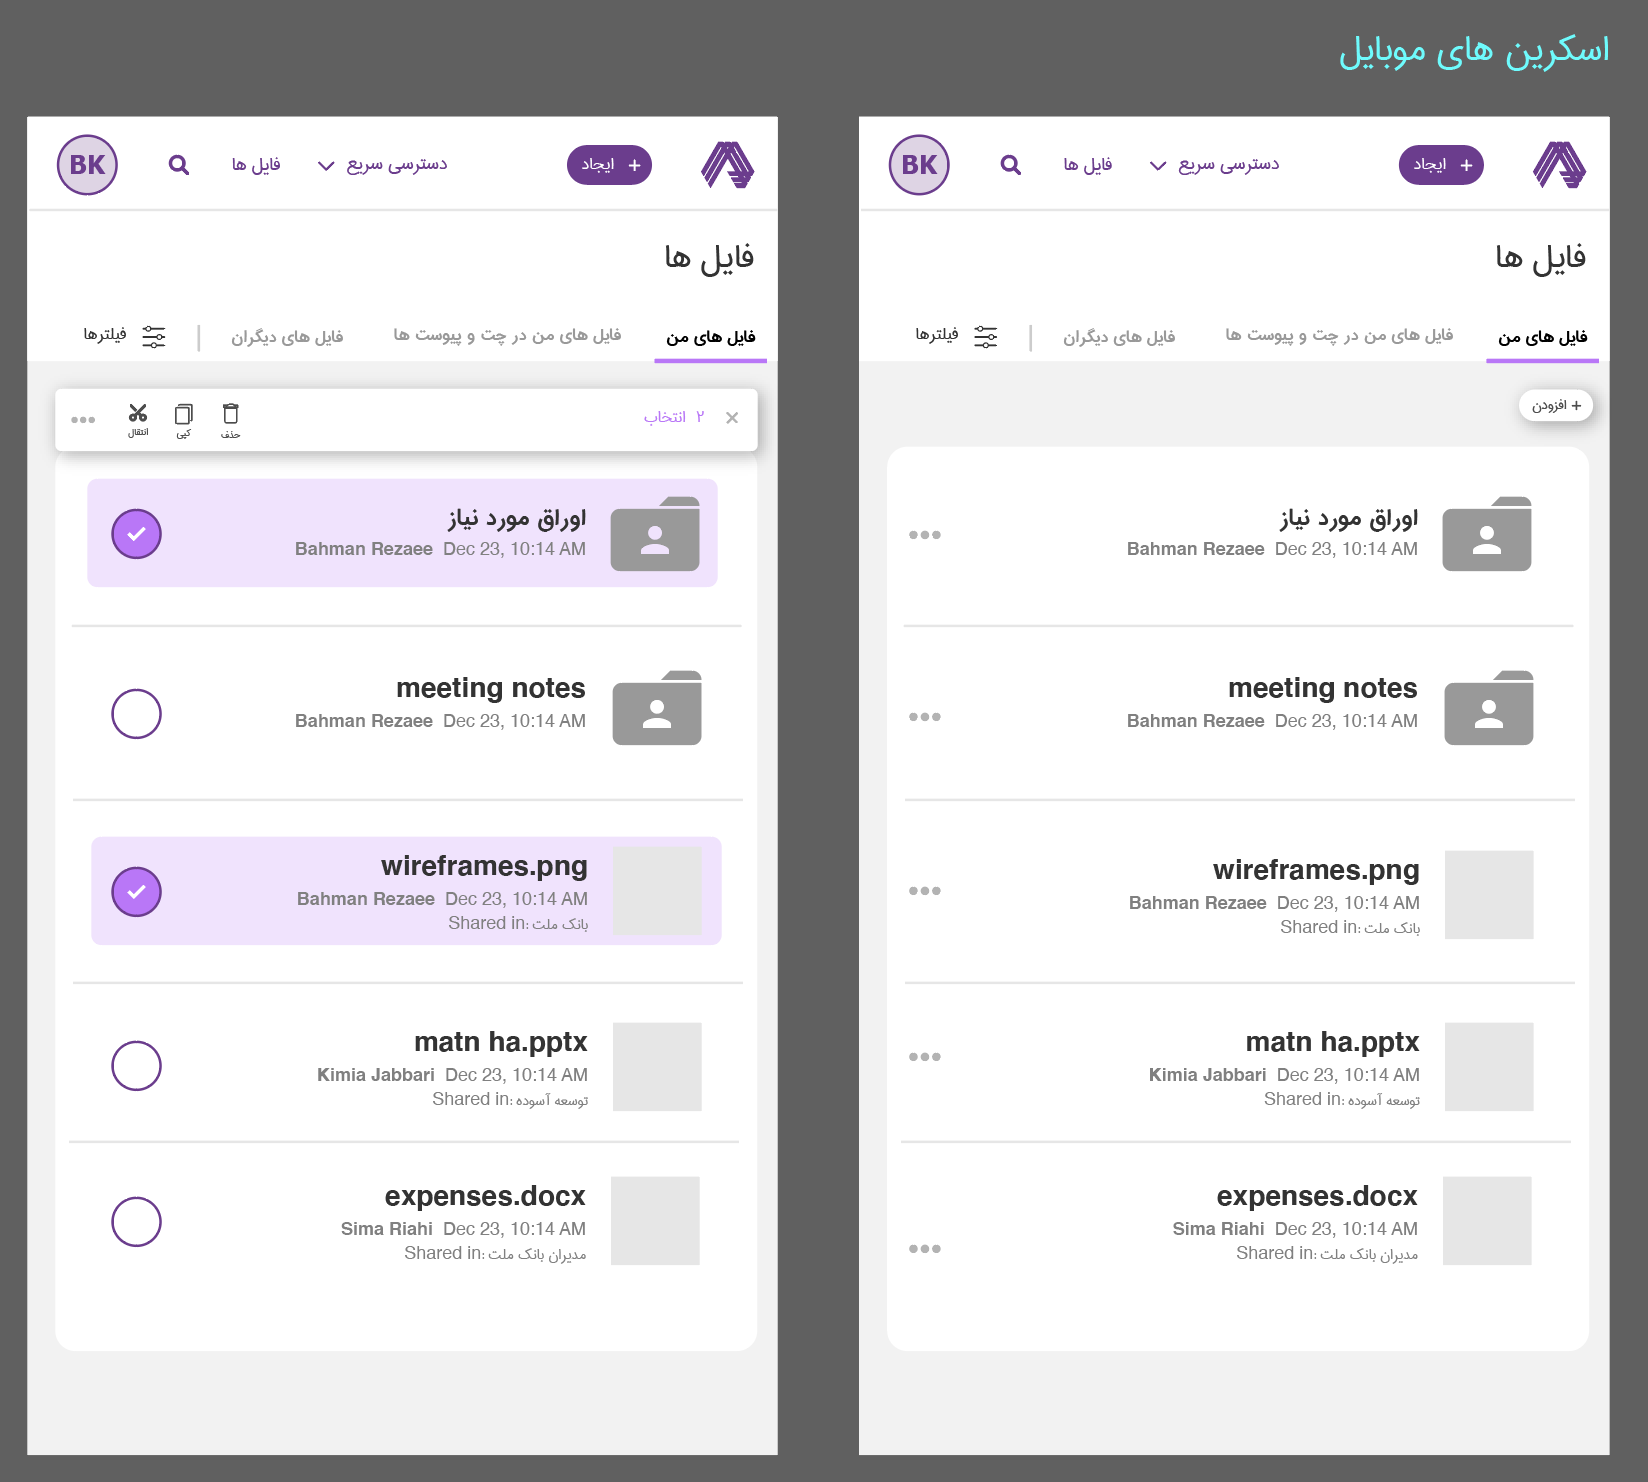 اسکرین های موبایل
+ ایجاد
دسترسی سریع
فایل ها
BK
فایل ها
فایل های من
فایل های من در چت و پیوست ها
فایل های دیگران
فیلترها
+ افزودن
اوراق مورد نیاز
Bahman Rezaee Dec 23, 10:14 AM
meeting notes
Bahman Rezaee Dec 23, 10:14 AM
wireframes.png
Bahman Rezaee Dec 23, 10:14 AM
Shared in: بانک ملت
matn ha.pptx
Kimia Jabbari Dec 23, 10:14 AM
Shared in: توسعه آسوده
expenses.docx
Sima Riahi Dec 23, 10:14 AM
Shared in: مدیران بانک ملت
+ ایجاد
دسترسی سریع
فایل ها
BK
فایل ها
فایل های من
فایل های من در چت و پیوست ها
فایل های دیگران
فیلترها
۲ انتخاب
حذف
کپی
انتقال
اوراق مورد نیاز
Bahman Rezaee Dec 23, 10:14 AM
meeting notes
Bahman Rezaee Dec 23, 10:14 AM
wireframes.png
Bahman Rezaee Dec 23, 10:14 AM
Shared in: بانک ملت
matn ha.pptx
Kimia Jabbari Dec 23, 10:14 AM
Shared in: توسعه آسوده
expenses.docx
Sima Riahi Dec 23, 10:14 AM
Shared in: مدیران بانک ملت